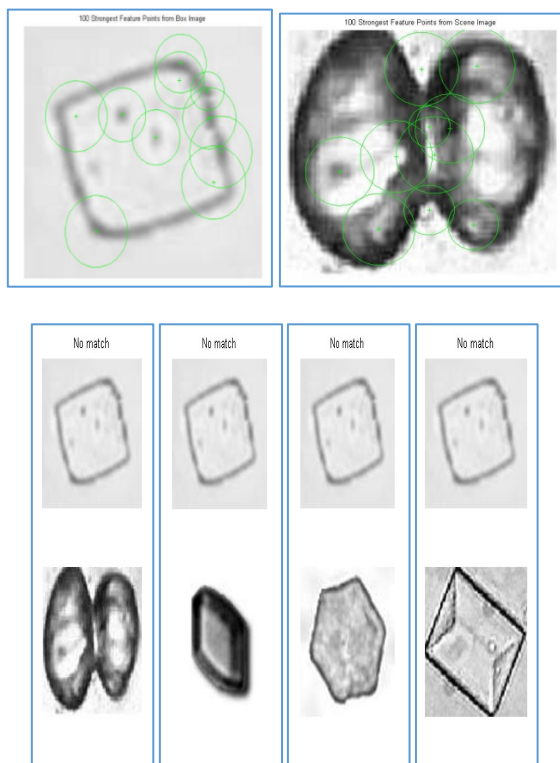 100 Strongest Feature Points from Box Image
100 Strongest Feature Points from Scene Image
No match
No match
No match
No match